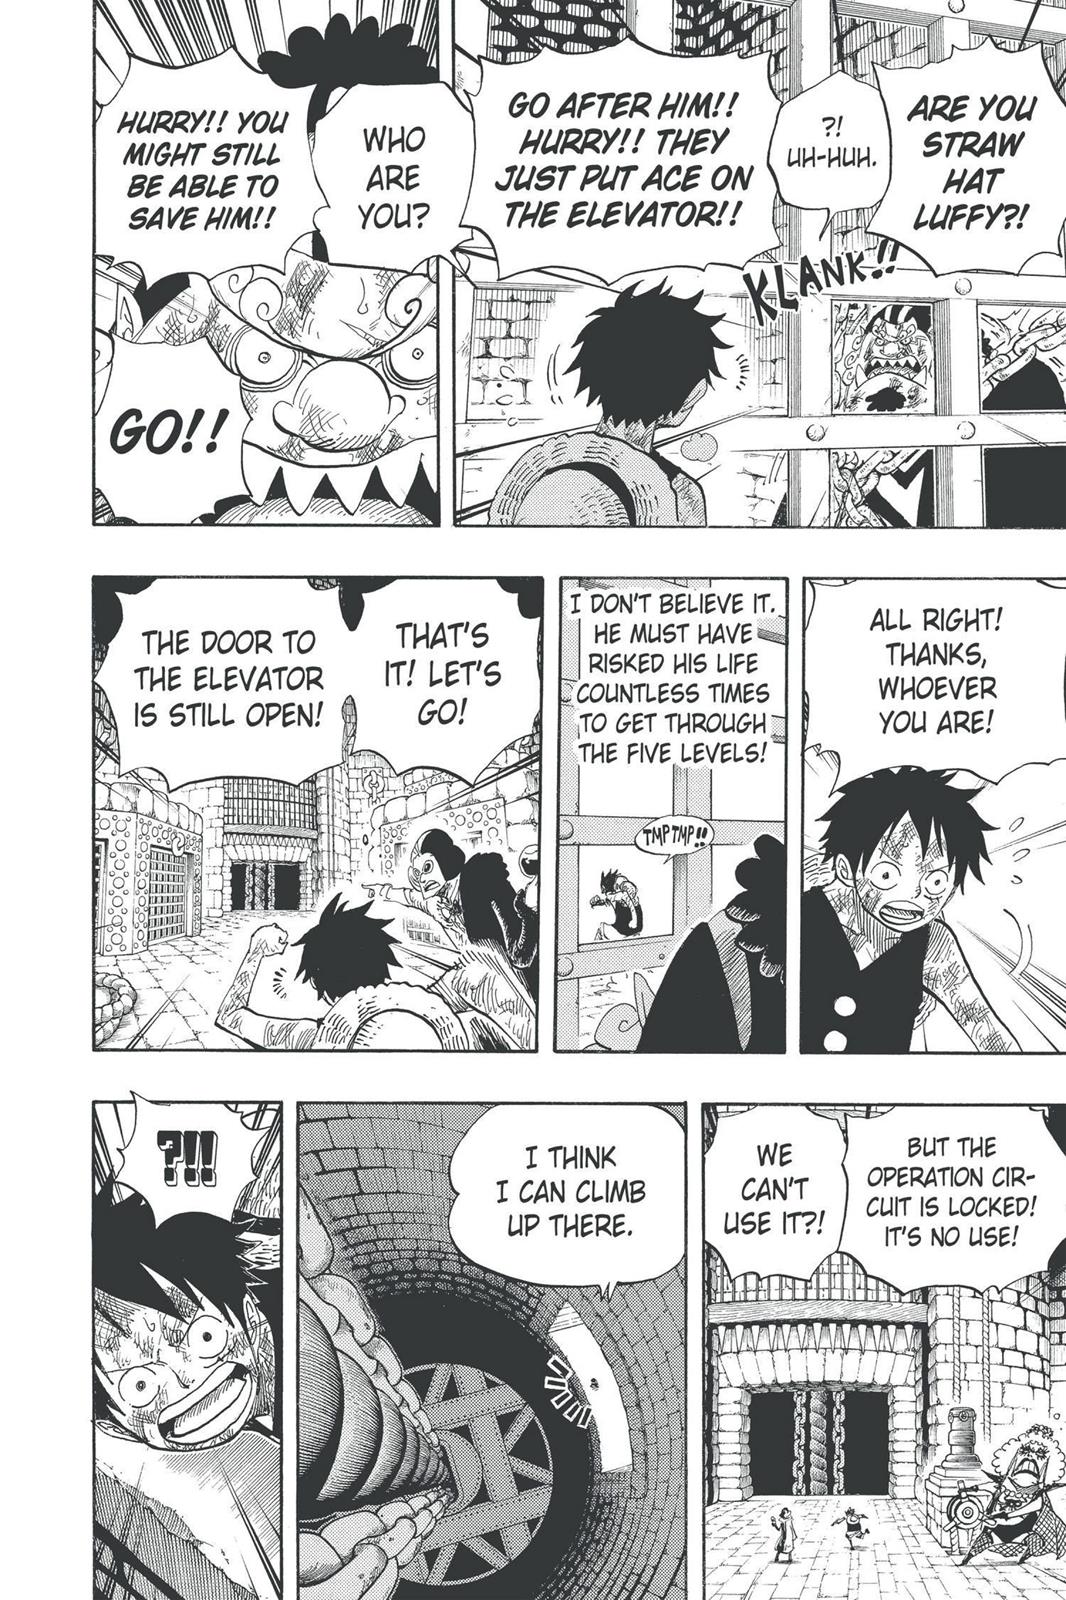 ARE YOU
STRAW
HAT
LUFFY?!
?!
UH-HUH.
GO AFTER HIM!!
HURRY!! THEY
JUST PUT ACE ON
THE ELEVATOR!!
KLANK!!
WHO
ARE
YOU?
HURRY!! YOU
MIGHT STILL
BE ABLE TO
SAVE HIM!!
GO!!
ALL RIGHT!
THANKS,
WHOEVER
YOU ARE!
I DON'T BELIEVE IT.
HE MUST HAVE
RISKED HIS LIFE
COUNTLESS TIMES
TO GET THROUGH
THE FIVE LEVELS!
TMP TMP!!
THAT'S
IT! LET'S
GO!
THE DOOR TO
THE ELEVATOR
IS STILL OPEN!
BUT THE
OPERATION CIR-
CUIT IS LOCKED!
IT'S NO USE!
WE
CAN'T
USE IT?!
I THINK
I CAN CLIMB
UP THERE.
?!!